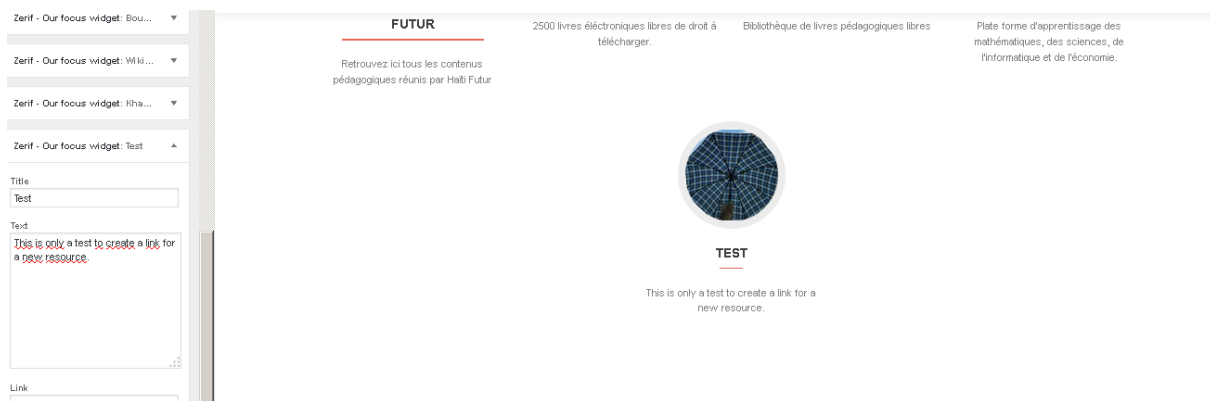 Zerif - Our focus widget: Bou...
Zerif - Our focus widget: Wiki...
Zerif - Our focus widget: Kha...
Zerif - Our focus widget: Test
Title
Test
Text
This is only a test to create a link for
a new resource.
Link
FUTUR
Retrouvez ici tous les contenus
pédagogiques réunis par Haïti Futur
2500 livres éléctroniques libres de droit à
télécharger.
Bibliothèque de livres pédagogiques libres
Plate forme d'apprentissage des
mathématiques, des sciences, de
l'informatique et de l'économie.
TEST
This is only a test to create a link for a
new resource.